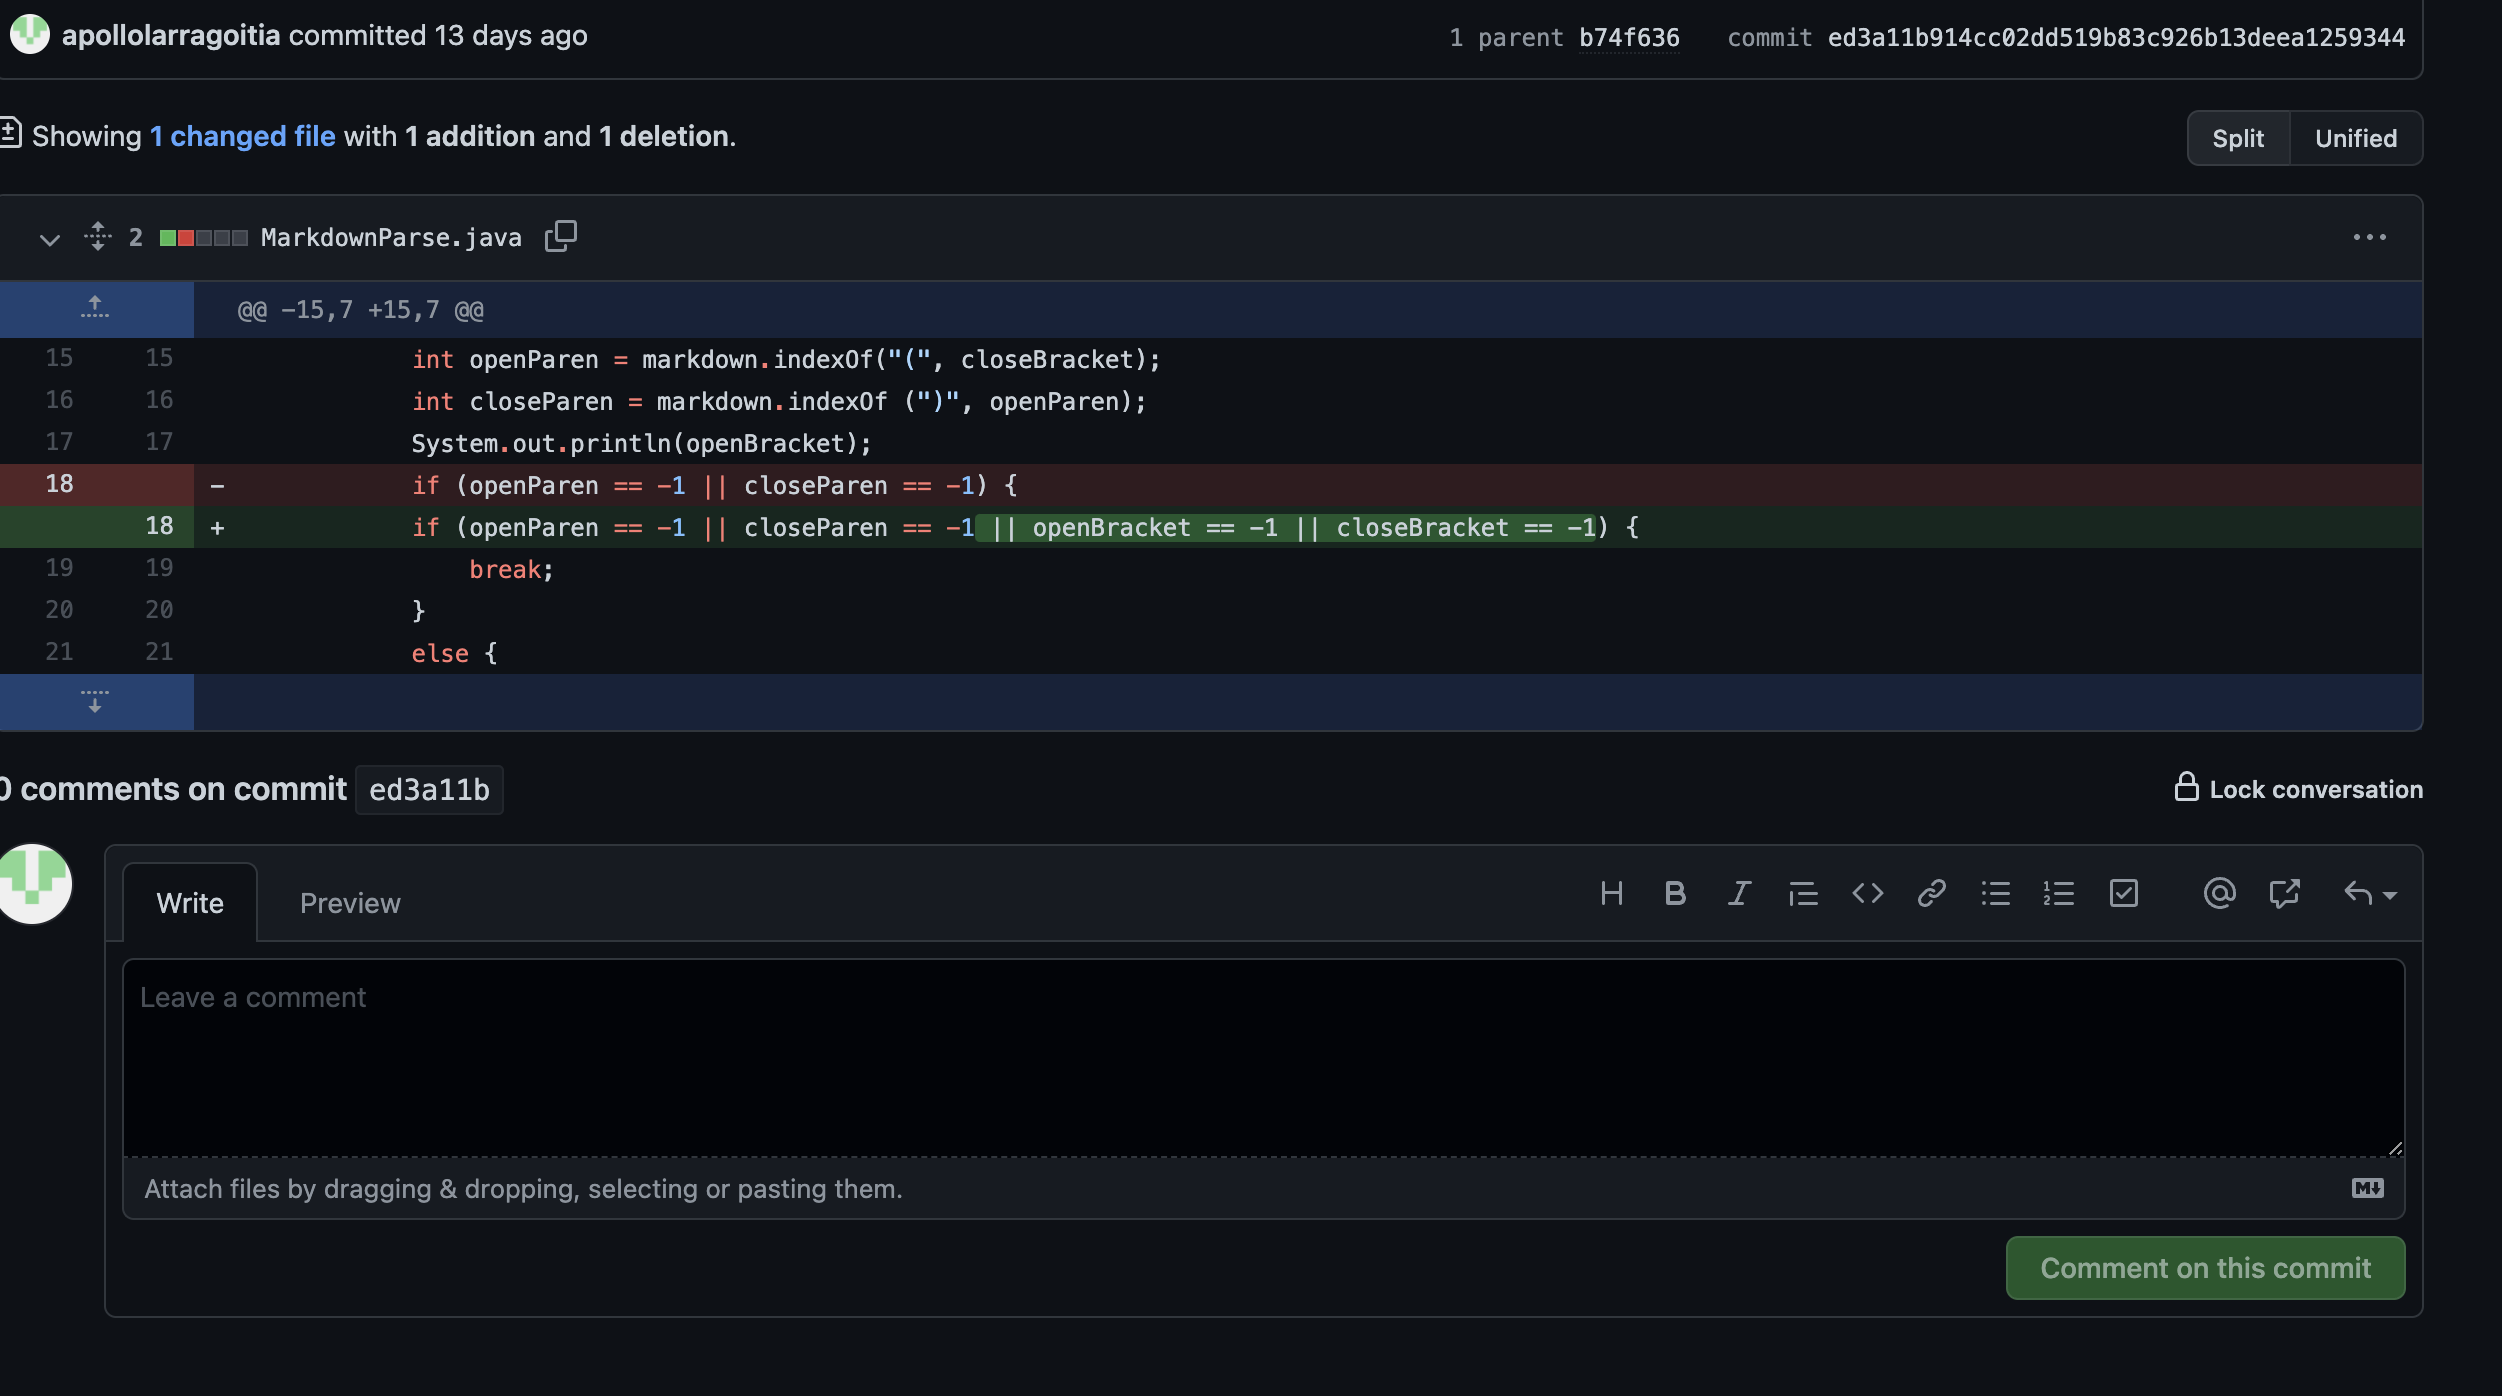 apollolarragoitia committed 13 days ago
1 parent b74f636 commit ed3a11b914cc02dd519b83c926b13deea1259344
Showing 1 changed file with 1 addition and 1 deletion.
Split Unified
2 MarkdownParse.java
@@ -15,7 +15,7 @@
15 15 int openParen = markdown.indexOf("(", closeBracket);
16 16 int closeParen = markdown.indexOf (")", openParen);
17 17 System.out.println(openBracket);
18 - if (openParen == -1 || closeParen == -1) {
18 + if (openParen == -1 || closeParen == -1 || openBracket == -1 || closeBracket == -1) {
19 19 break;
20 20 }
21 21 else {
0 comments on commit ed3a11b
Lock conversation
Write Preview
Leave a comment
Attach files by dragging & dropping, selecting or pasting them.
Comment on this commit